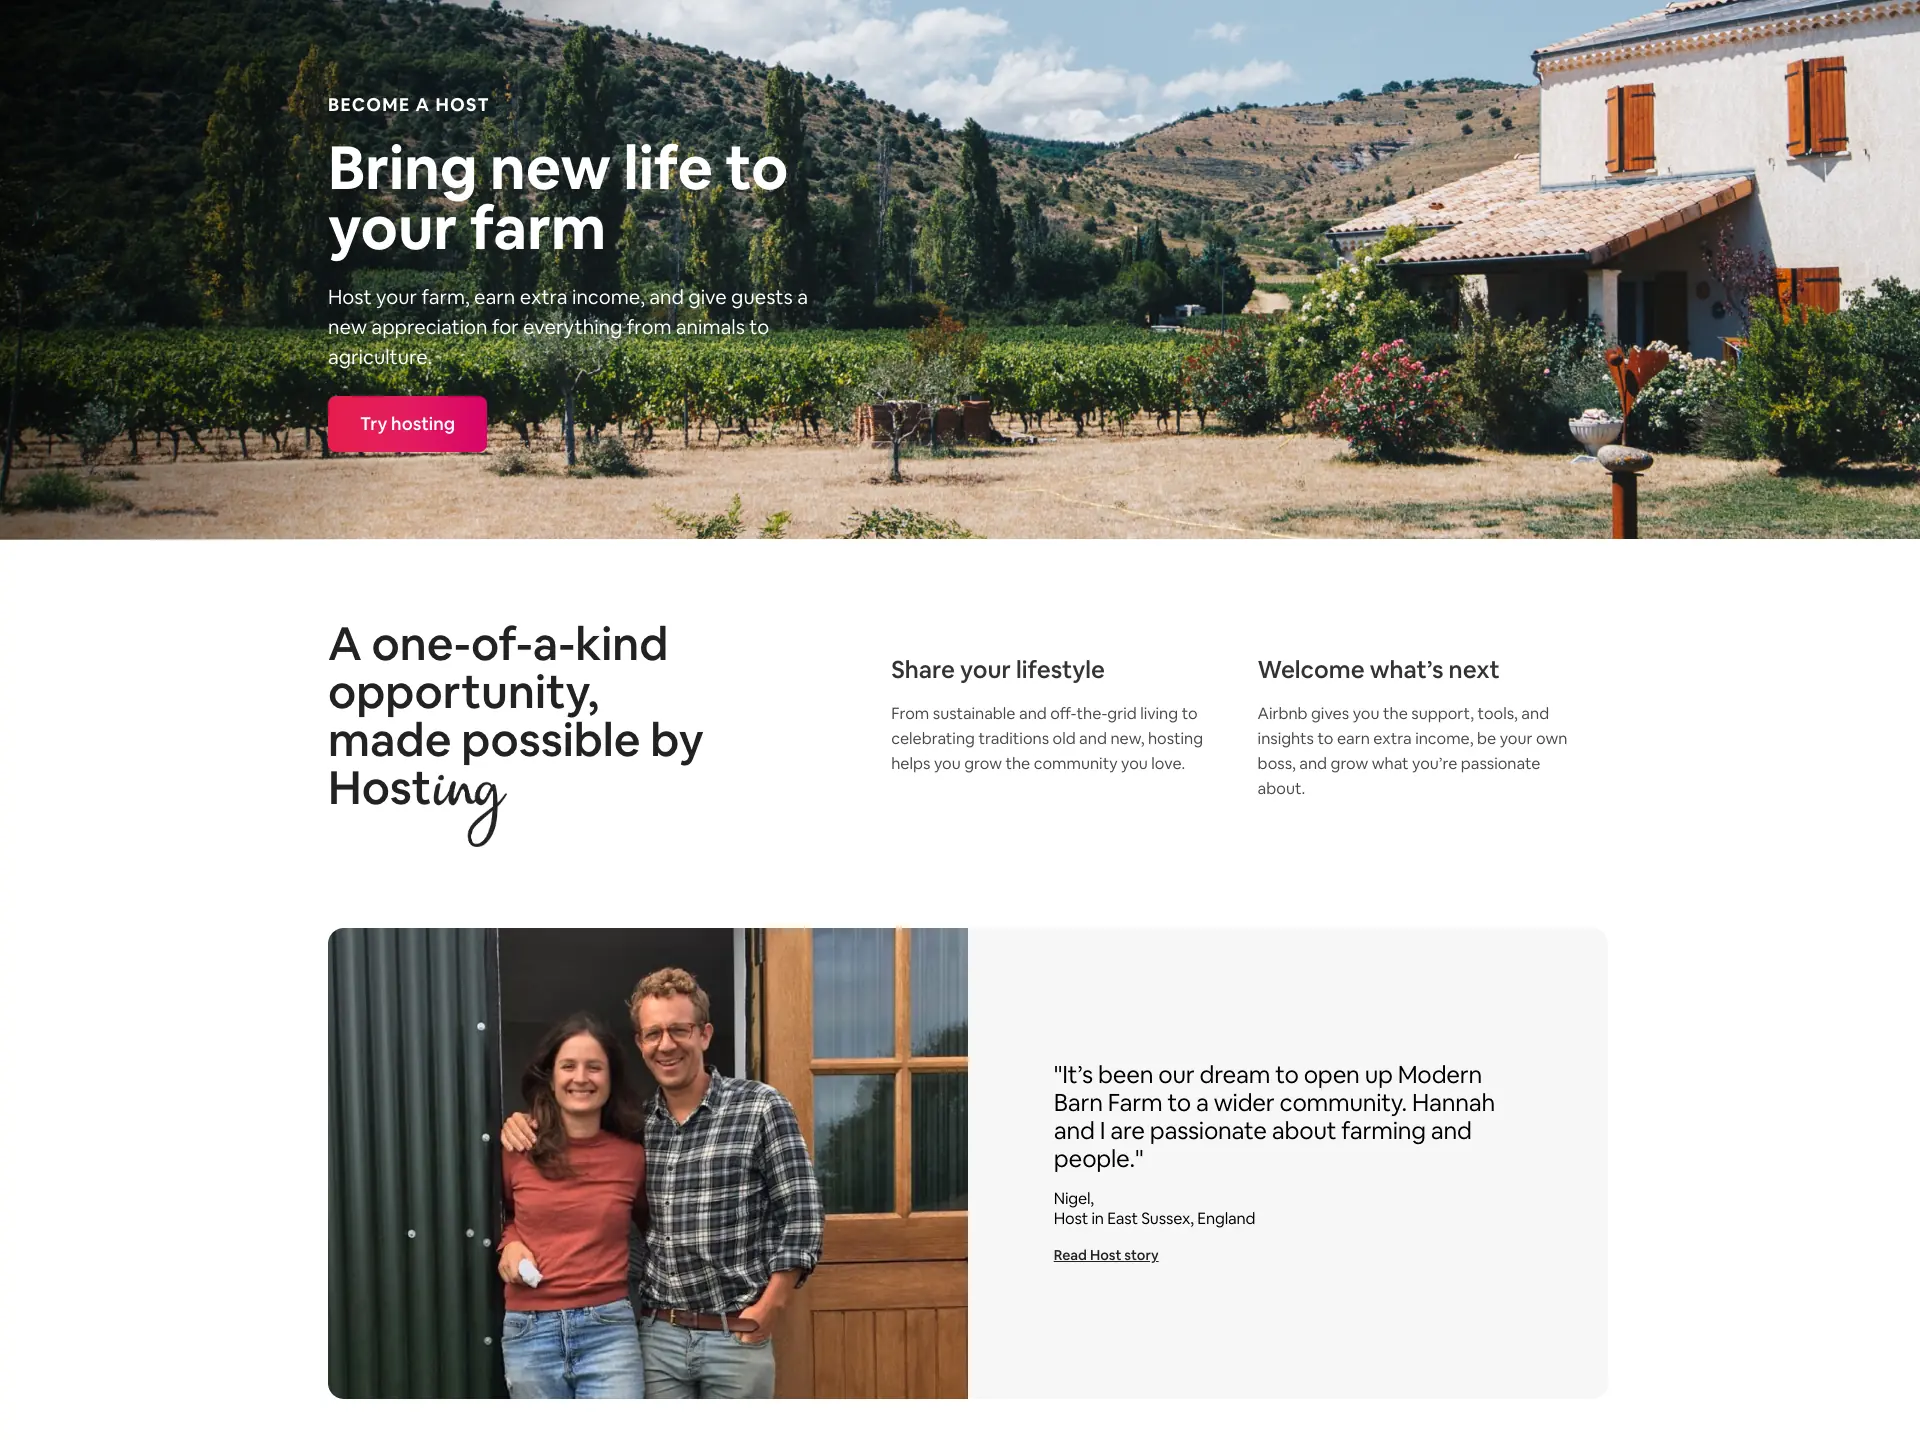 BECOME A HOST
Bring new life to
your farm
Host your farm, earn extra income, and give guests a
new appreciation for everything from animals to
agriculture.
Try hosting
A one-of-a-kind
opportunity,
made possible by
Hosting
Share your lifestyle
From sustainable and off-the-grid living to
celebrating traditions old and new, hosting
helps you grow the community you love.
Welcome what’s next
Airbnb gives you the support, tools, and
insights to earn extra income, be your own
boss, and grow what you’re passionate
about.
"It’s been our dream to open up Modern
Barn Farm to a wider community. Hannah
and I are passionate about farming and
people."
Nigel,
Host in East Sussex, England
Read Host story